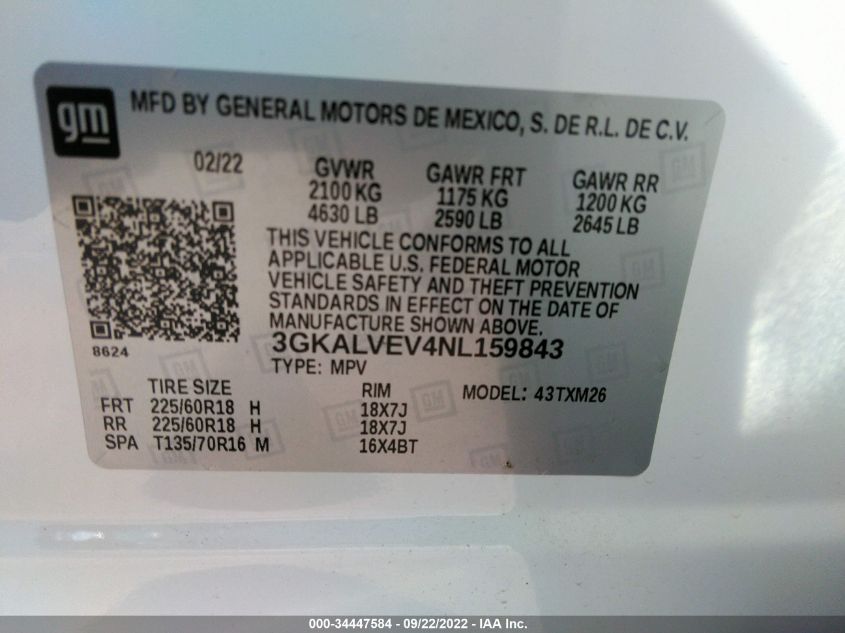 gm
MFD BY GENERAL MOTORS DE MEXICO, S. DE R.L. DE C.V.
02/22 GVWR GAWR FRT GAWR RR
2100 KG 1175 KG 1200 KG
4630 LB 2590 LB 2645 LB
THIS VEHICLE CONFORMS TO ALL
APPLICABLE U.S. FEDERAL MOTOR
VEHICLE SAFETY AND THEFT PREVENTION
STANDARDS IN EFFECT ON THE DATE OF
MANUFACTURE SHOWN ABOVE.
8624
3GKALVEV4NL159843
TYPE: MPV
TIRE SIZE RIM MODEL: 43TXM26
FRT 225/60R18 H 18X7J
RR 225/60R18 H 18X7J
SPA T135/70R16 M 16X4BT
000-34447584 - 09/22/2022 - IAA Inc.